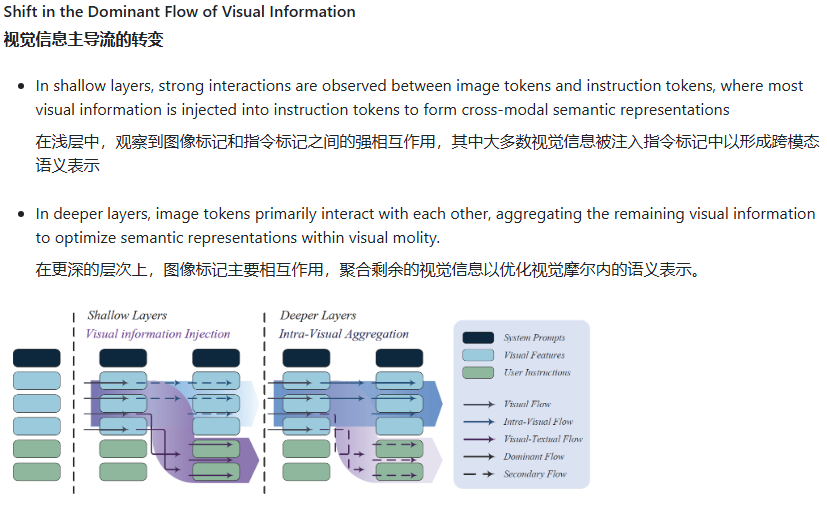 Shift in the Dominant Flow of Visual Information
视觉信息主导流的转变
In shallow layers, strong interactions are observed between image tokens and instruction tokens, where most
visual information is injected into instruction tokens to form cross-modal semantic representations
在浅层中，观察到图像标记和指令标记之间的强相互作用，其中大多数视觉信息被注入指令标记中以形成跨模态
语义表示
In deeper layers, image tokens primarily interact with each other, aggregating the remaining visual information
to optimize semantic representations within visual molity.
在更深的层次上，图像标记主要相互作用，聚合剩余的视觉信息以优化视觉摩尔内的语义表示。
Shallow Layers
Visual information Injection
Deeper Layers
Intra-Visual Aggregation
System Prompts
Visual Features
User Instructions
Visual Flow
Intra-Visual Flow
Visual-Textual Flow
Dominant Flow
Secondary Flow